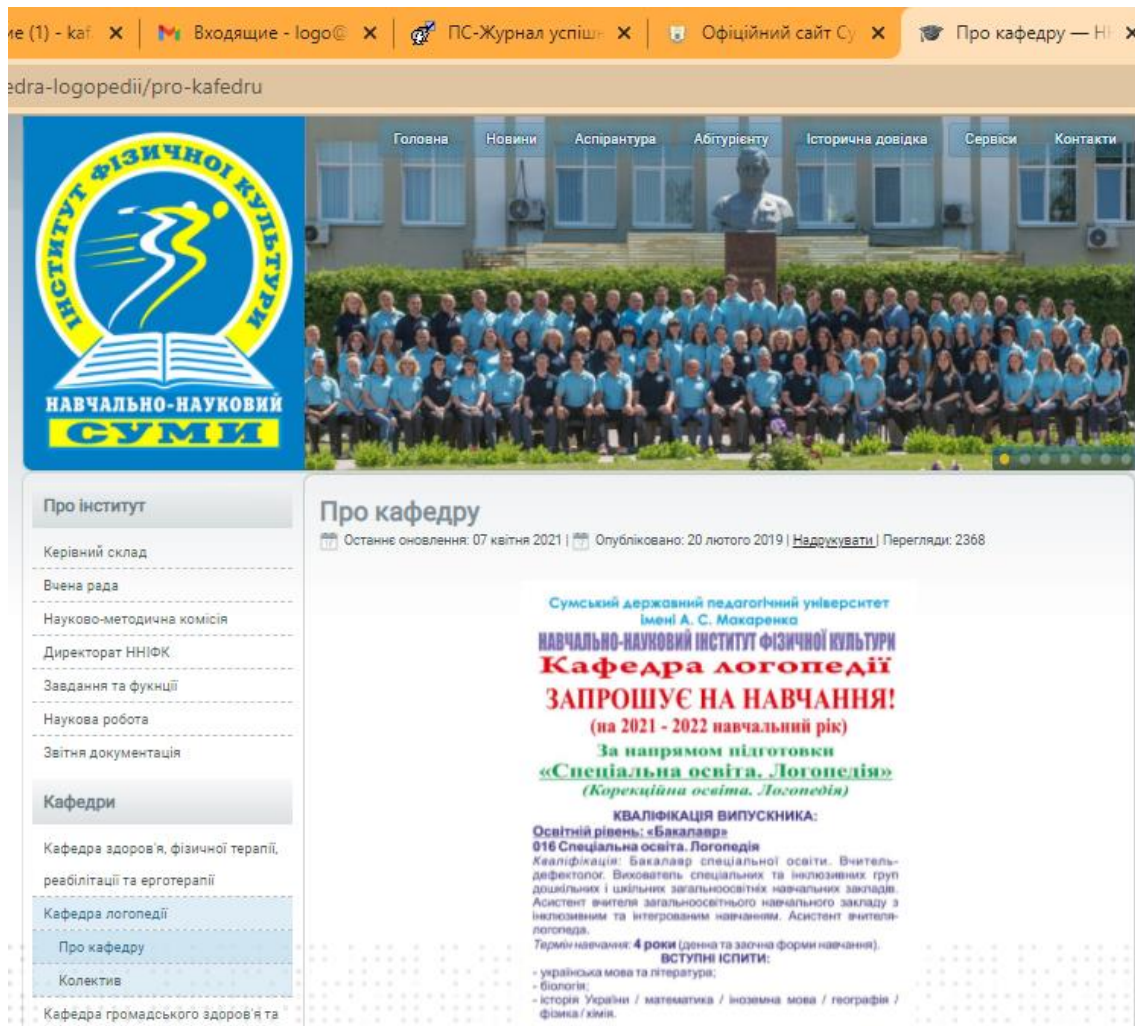 ие (1) - kaf
Входящие - logo@
ПС-Журнал успіш
Офіційний сайт Су
Про кафедру — НН
edra-logopedii/pro-kafedru
Головна Новини Аспірантура Абітурієнту Історична довідка Сервіси Контакти
ІНСТИТУТ ФІЗИЧНОЇ КУЛЬТУРИ
НАВЧАЛЬНО-НАУКОВИЙ
СУМИ
Про інститут
Керівний склад
Вчена рада
Науково-методична комісія
Директорат ННІФК
Завдання та фукнції
Наукова робота
Звітня документація
Кафедри
Кафедра здоров'я, фізичної терапії,
реабілітації та ерготерапії
Кафедра логопедії
Про кафедру
Колектив
Кафедра громадського здоров'я та
Про кафедру
Останнє оновлення: 07 квітня 2021 | Опубліковано: 20 лютого 2019 | Надрукувати | Перегляди: 2368
Сумський державний педагогічний університет
імені А. С. Макаренка
НАВЧАЛЬНО-НАУКОВИЙ ІНСТИТУТ ФІЗИЧНОЇ КУЛЬТУРИ
Кафедра логопедії
ЗАПРОШУЄ НА НАВЧАННЯ!
(на 2021 - 2022 навчальний рік)
За напрямом підготовки
«Спеціальна освіта. Логопедія»
(Корекційна освіта. Логопедія)
КВАЛІФІКАЦІЯ ВИПУСКНИКА:
Освітній рівень: «Бакалавр»
016 Спеціальна освіта. Логопедія
Кваліфікація: Бакалавр спеціальної освіти. Вчитель-
дефектолог. Вихователь спеціальних та інклюзивних груп
дошкільних і шкільних загальноосвітніх навчальних закладів.
Асистент вчителя загальноосвітнього навчального закладу з
інклюзивним та інтегрованим навчанням. Асистент вчителя-
логопеда.
Термін навчання: 4 роки (денна та заочна форми навчання).
ВСТУПНІ ІСПИТИ:
- українська мова та література;
- біологія;
- історія України / математика / іноземна мова / географія /
фізика / хімія.